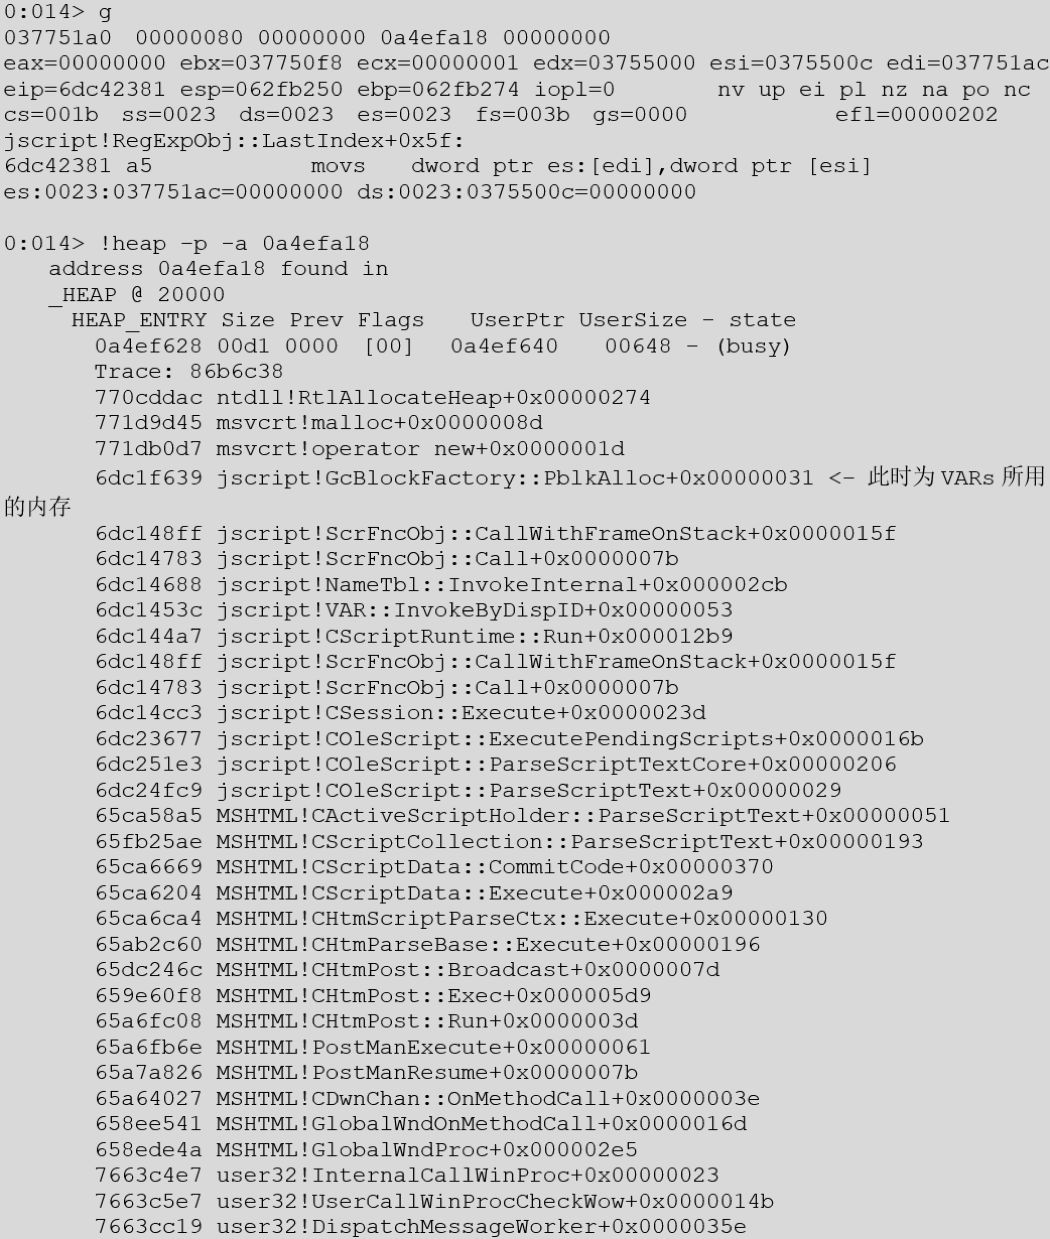 0:014> g
037751a0  00000080 00000000 0a4efa18 00000000
eax=00000000 ebx=037750f8 ecx=00000001 edx=03755000 esi=0375500c edi=037751ac
eip=6dc42381 esp=062fb250 ebp=062fb274 iopl=0         nv up ei pl nz na po nc
cs=001b  ss=0023  ds=0023  es=0023  fs=003b  gs=0000             efl=00000202
jscript!RegExpObj::LastIndex+0x5f:
6dc42381 a5              movs    dword ptr es:[edi],dword ptr [esi]
es:0023:037751ac=00000000 ds:0023:0375500c=00000000
0:014> !heap -p -a 0a4efa18
address 0a4efa18 found in
_HEAP @ 20000
HEAP_ENTRY Size Prev Flags    UserPtr UserSize - state
0a4ef628 00d1 0000  [00]   0a4ef640    00648 - (busy)
Trace: 86b6c38
770cddac ntdll!RtlAllocateHeap+0x00000274
771d9d45 msvcrt!malloc+0x0000008d
771db0d7 msvcrt!operator new+0x0000001d
6dc1f639 jscript!GcBlockFactory::PblkAlloc+0x00000031 <- 此时为 VARs 所用
的内存
6dc148ff jscript!ScrFncObj::CallWithFrameOnStack+0x0000015f
6dc14783 jscript!ScrFncObj::Call+0x0000007b
6dc14688 jscript!NameTbl::InvokeInternal+0x000002cb
6dc1453c jscript!VAR::InvokeByDispID+0x00000053
6dc144a7 jscript!CScriptRuntime::Run+0x000012b9
6dc148ff jscript!ScrFncObj::CallWithFrameOnStack+0x0000015f
6dc14783 jscript!ScrFncObj::Call+0x0000007b
6dc14cc3 jscript!CSession::Execute+0x0000023d
6dc23677 jscript!COleScript::ExecutePendingScripts+0x0000016b
6dc251e3 jscript!COleScript::ParseScriptTextCore+0x00000206
6dc24fc9 jscript!COleScript::ParseScriptText+0x00000029
65ca58a5 MSHTML!CActiveScriptHolder::ParseScriptText+0x00000051
65fb25ae MSHTML!CScriptCollection::ParseScriptText+0x00000193
65ca6669 MSHTML!CScriptData::CommitCode+0x00000370
65ca6204 MSHTML!CScriptData::Execute+0x000002a9
65ca6ca4 MSHTML!CHtmScriptParseCtx::Execute+0x00000130
65ab2c60 MSHTML!CHtmParseBase::Execute+0x00000196
65dc246c MSHTML!CHtmPost::Broadcast+0x0000007d
659e60f8 MSHTML!CHtmPost::Exec+0x000005d9
65a6fc08 MSHTML!CHtmPost::Run+0x0000003d
65a6fb6e MSHTML!PostManExecute+0x00000061
65a7a826 MSHTML!PostManResume+0x0000007b
65a64027 MSHTML!CDwnChan::OnMethodCall+0x0000003e
658ee541 MSHTML!GlobalWndOnMethodCall+0x0000016d
658ede4a MSHTML!GlobalWndProc+0x000002e5
7663c4e7 user32!InternalCallWinProc+0x00000023
7663c5e7 user32!UserCallWinProcCheckWow+0x0000014b
7663cc19 user32!DispatchMessageWorker+0x0000035e